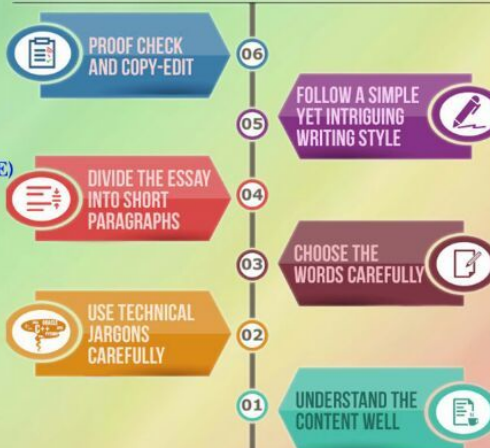 06
PROOF CHECK
AND COPY-EDIT
05
FOLLOW A SIMPLE
YET INTRIGUING
WRITING STYLE
E)
04
DIVIDE THE ESSAY
INTO SHORT
PARAGRAPHS
03
CHOOSE THE
WORDS CAREFULLY
02
USE TECHNICAL
JARGONS
CAREFULLY
C++
01
UNDERSTAND THE
CONTENT WELL